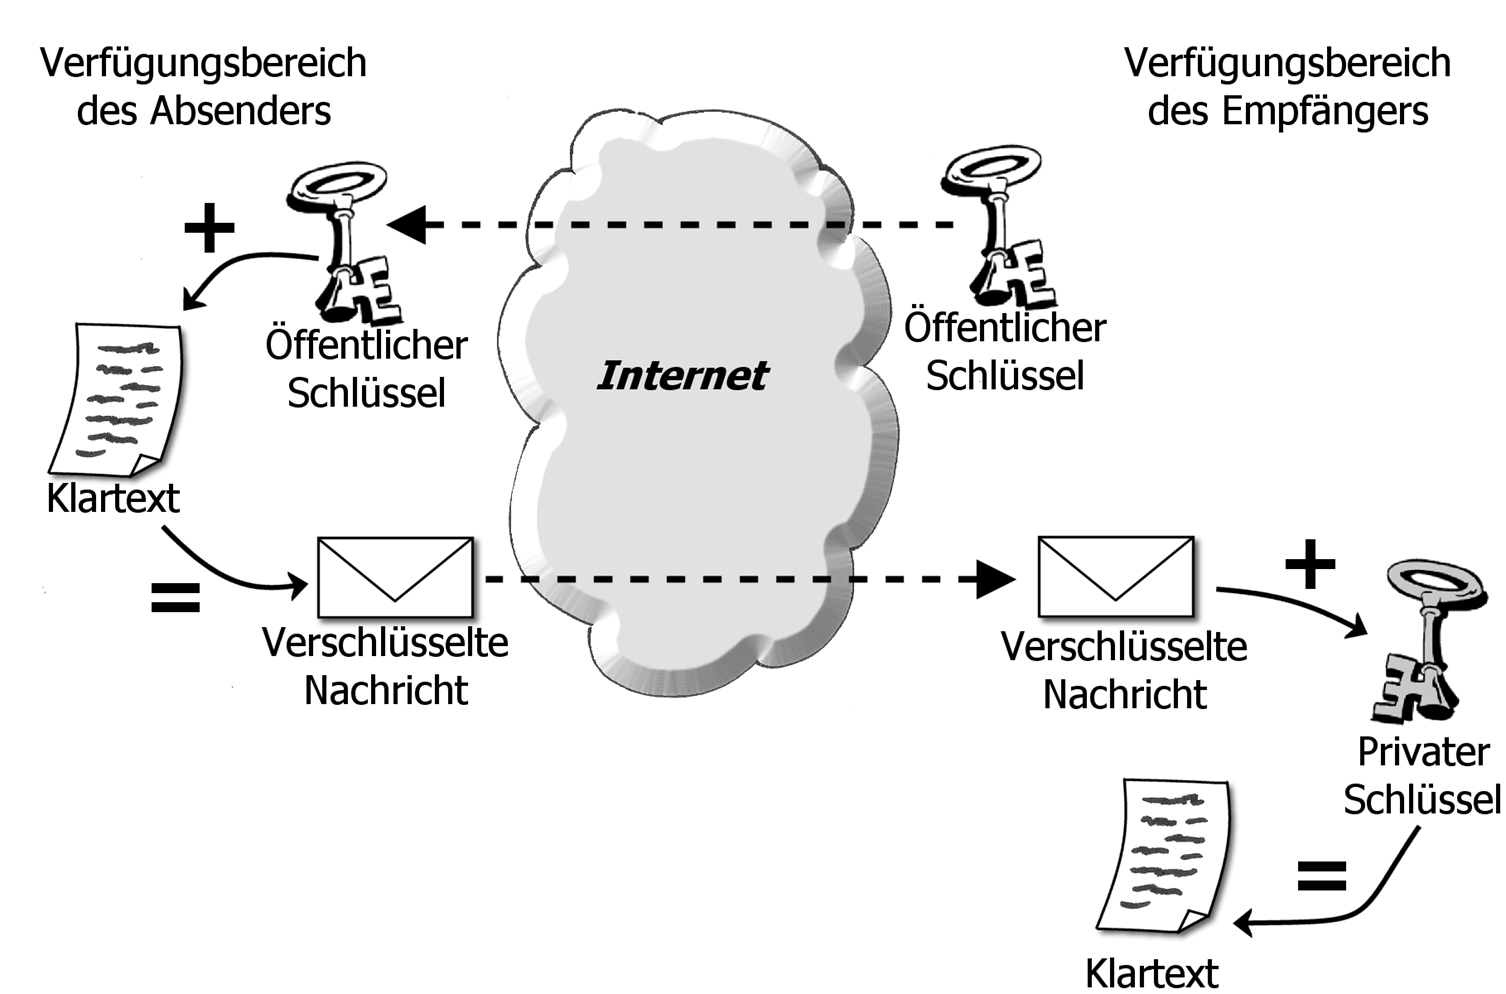 Verfügungsbereich
des Absenders
Verfügungsbereich
des Empfängers
+
Öffentlicher
Schlüssel
Öffentlicher
Schlüssel
Internet
Klartext
=
Verschlüsselte
Nachricht
Verschlüsselte
Nachricht
+
Privater
Schlüssel
=
Klartext